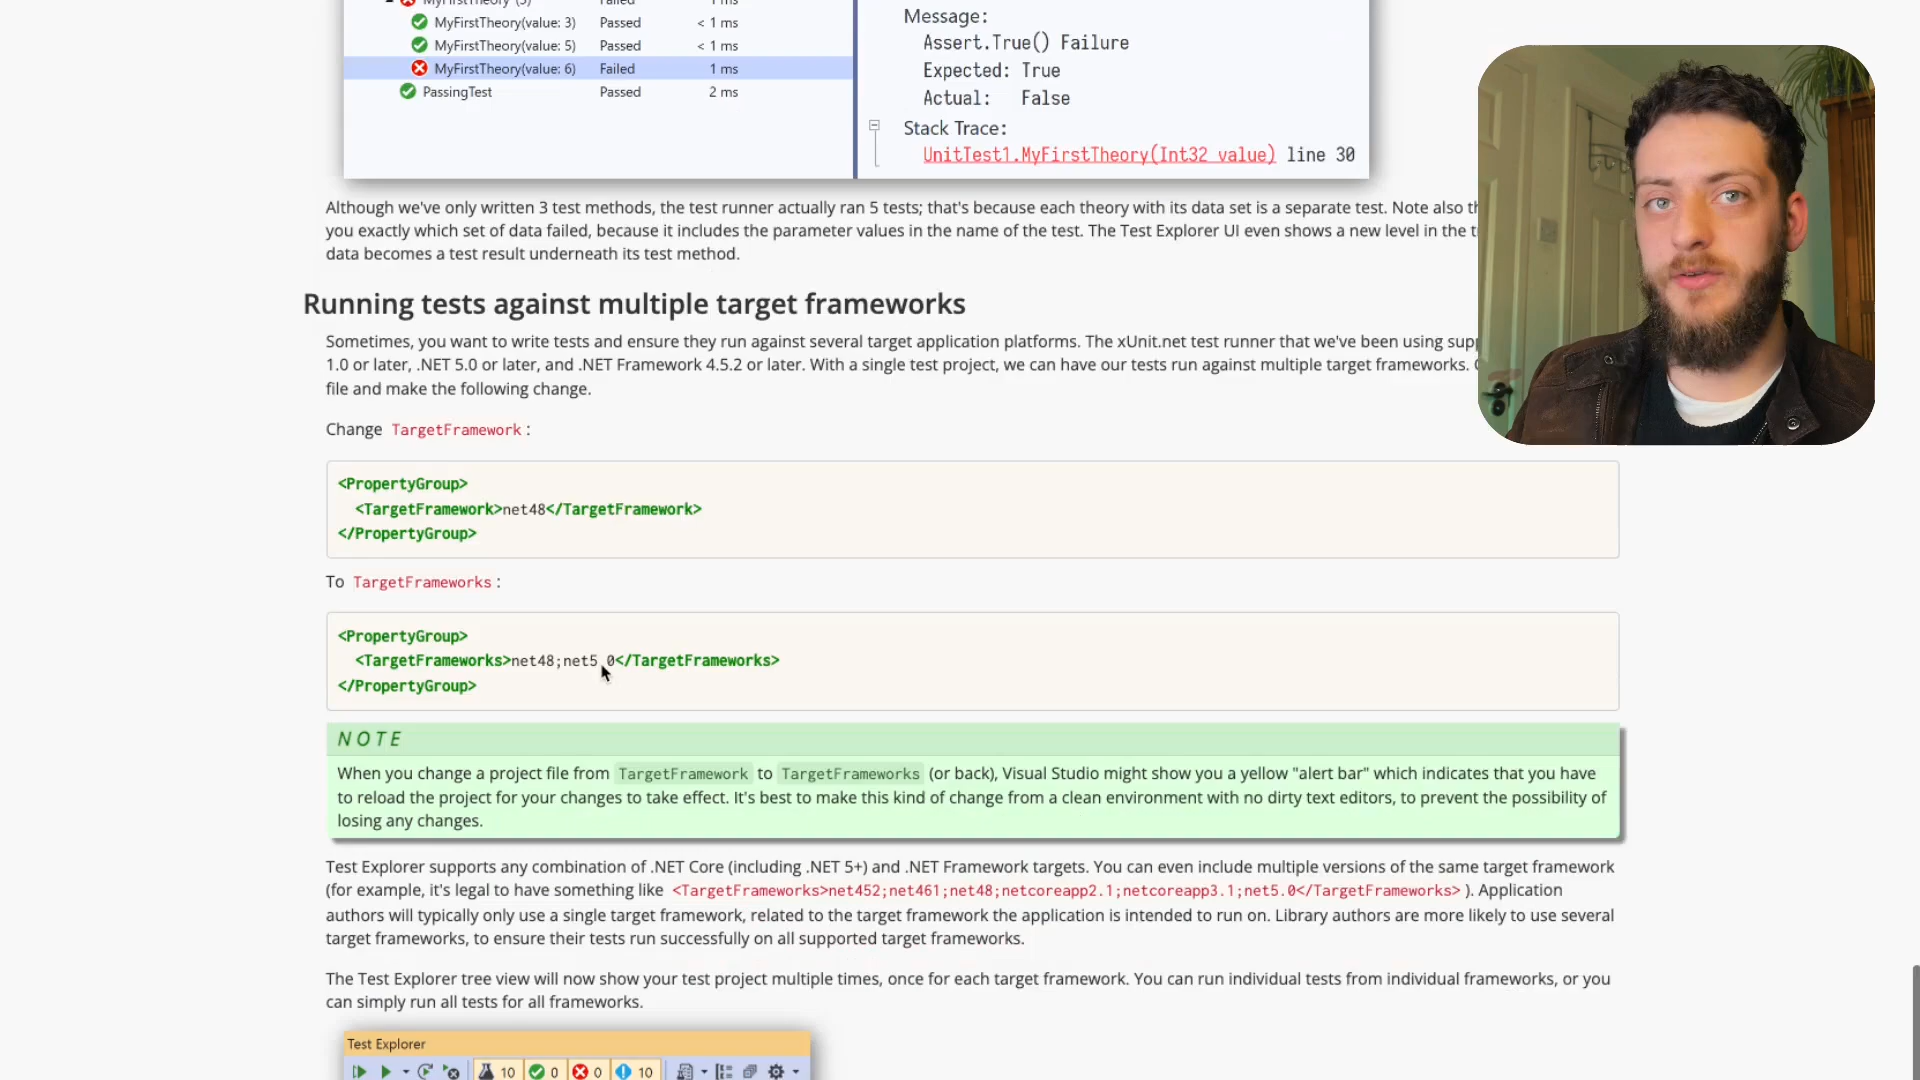 MyFirstTheory (3) Failed 1 ms
MyFirstTheory(value: 3) Passed < 1 ms
MyFirstTheory(value: 5) Passed < 1 ms
MyFirstTheory(value: 6) Failed 1 ms
PassingTest Passed 2 ms
Message:
Assert.True() Failure
Expected: True
Actual: False
Stack Trace:
UnitTest1.MyFirstTheory(Int32 value) line 30
Although we've only written 3 test methods, the test runner actually ran 5 tests; that's because each theory with its data set is a separate test. Note also
you exactly which set of data failed, because it includes the parameter values in the name of the test. The Test Explorer UI even shows a new level in the
data becomes a test result underneath its test method.
Running tests against multiple target frameworks
Sometimes, you want to write tests and ensure they run against several target application platforms. The xUnit.net test runner that we've been using
1.0 or later, .NET 5.0 or later, and .NET Framework 4.5.2 or later. With a single test project, we can have our tests run against multiple target frameworks.
file and make the following change.
Change TargetFramework:
<PropertyGroup>
<TargetFramework>net48</TargetFramework>
</PropertyGroup>
To TargetFrameworks:
<PropertyGroup>
<TargetFrameworks>net48;net5.0</TargetFrameworks>
</PropertyGroup>
NOTE
When you change a project file from TargetFramework to TargetFrameworks (or back), Visual Studio might show you a yellow "alert bar" which indicates that you have
to reload the project for your changes to take effect. It's best to make this kind of change from a clean environment with no dirty text editors, to prevent the possibility of
losing any changes.
Test Explorer supports any combination of .NET Core (including .NET 5+) and .NET Framework targets. You can even include multiple versions of the same target framework
(for example, it's legal to have something like <TargetFrameworks>net452;net461;net48;netcoreapp2.1;netcoreapp3.1;net5.0</TargetFrameworks> ). Application
authors will typically only use a single target framework, related to the target framework the application is intended to run on. Library authors are more likely to use several
target frameworks, to ensure their tests run successfully on all supported target frameworks.
The Test Explorer tree view will now show your test project multiple times, once for each target framework. You can run individual tests from individual frameworks, or you
can simply run all tests for all frameworks.
Test Explorer
10 0 0 10